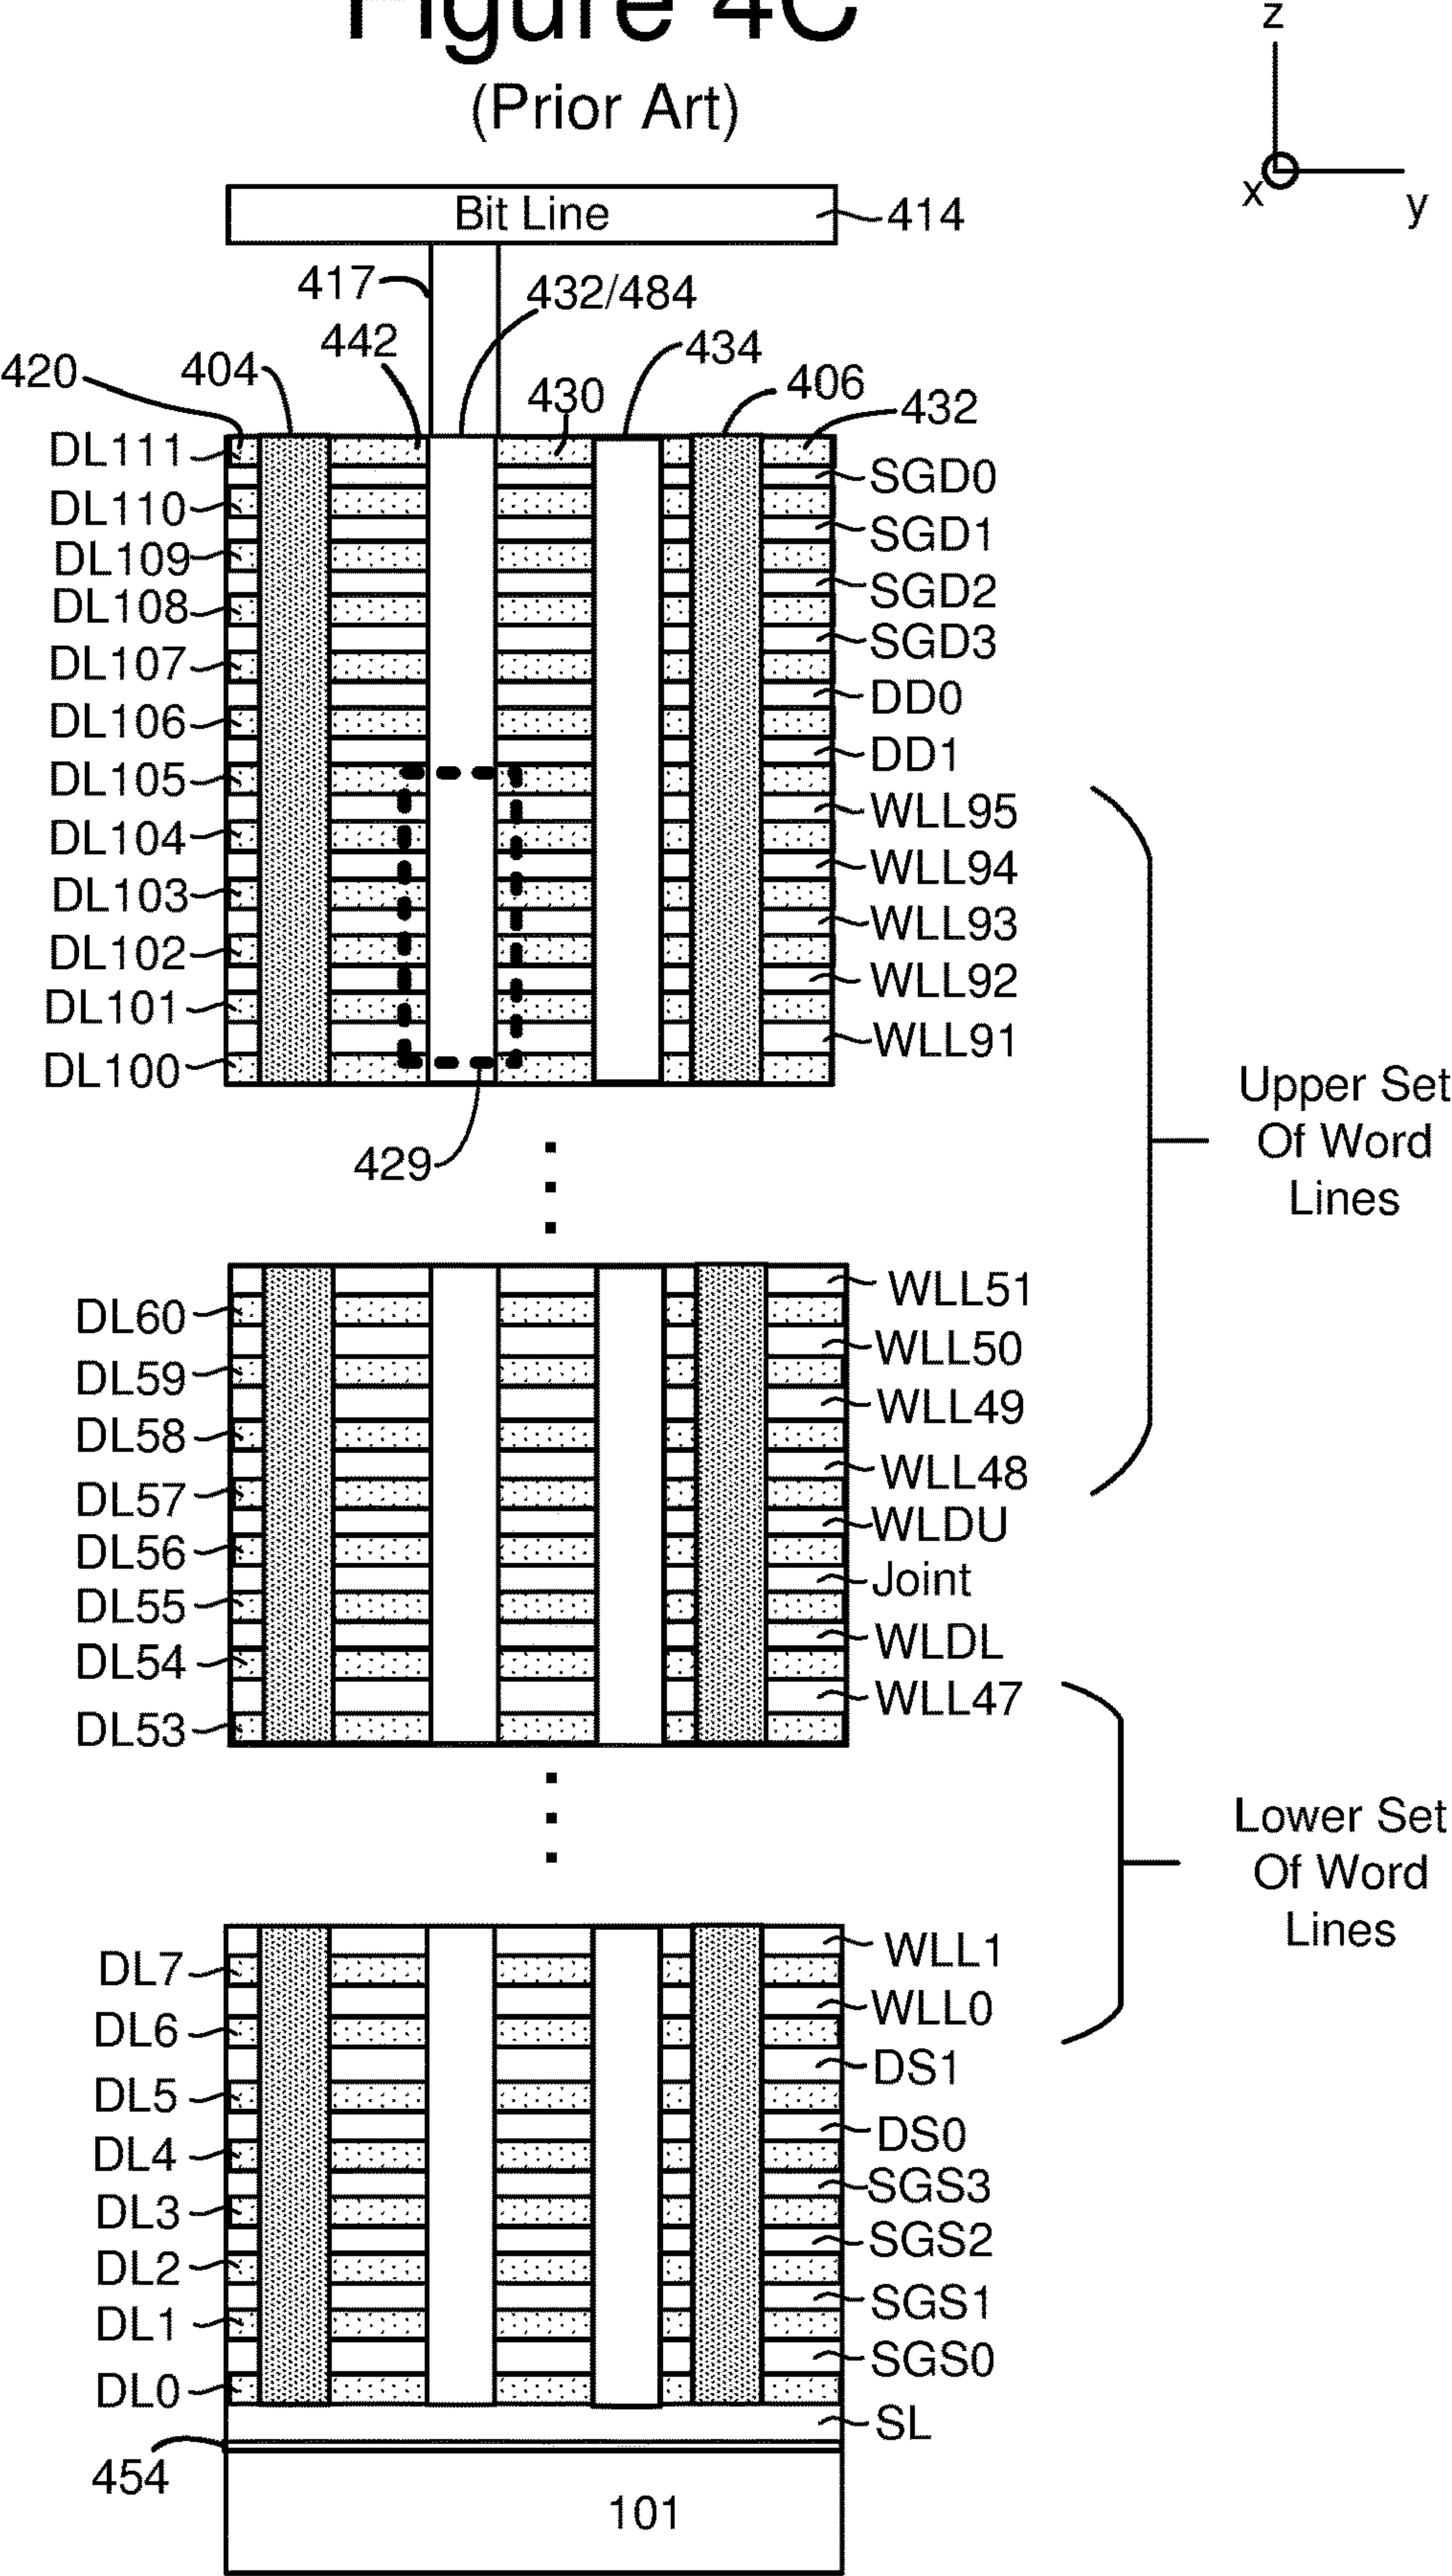 Figure 4C
(Prior Art)
z
x
y
Bit Line
414
417
432/484
442
434
420
404
430
406
432
DL111
SGD0
DL110
SGD1
DL109
SGD2
DL108
SGD3
DL107
DD0
DL106
DD1
DL105
WLL95
DL104
WLL94
DL103
WLL93
DL102
WLL92
DL101
WLL91
DL100
429
Upper Set
Of Word
Lines
WLL51
DL60
WLL50
DL59
WLL49
DL58
WLL48
DL57
WLDU
DL56
Joint
DL55
WLDL
DL54
WLL47
DL53
Lower Set
Of Word
Lines
WLL1
DL7
WLL0
DL6
DS1
DL5
DS0
DL4
SGS3
DL3
SGS2
DL2
SGS1
DL1
SGS0
DL0
SL
454
101